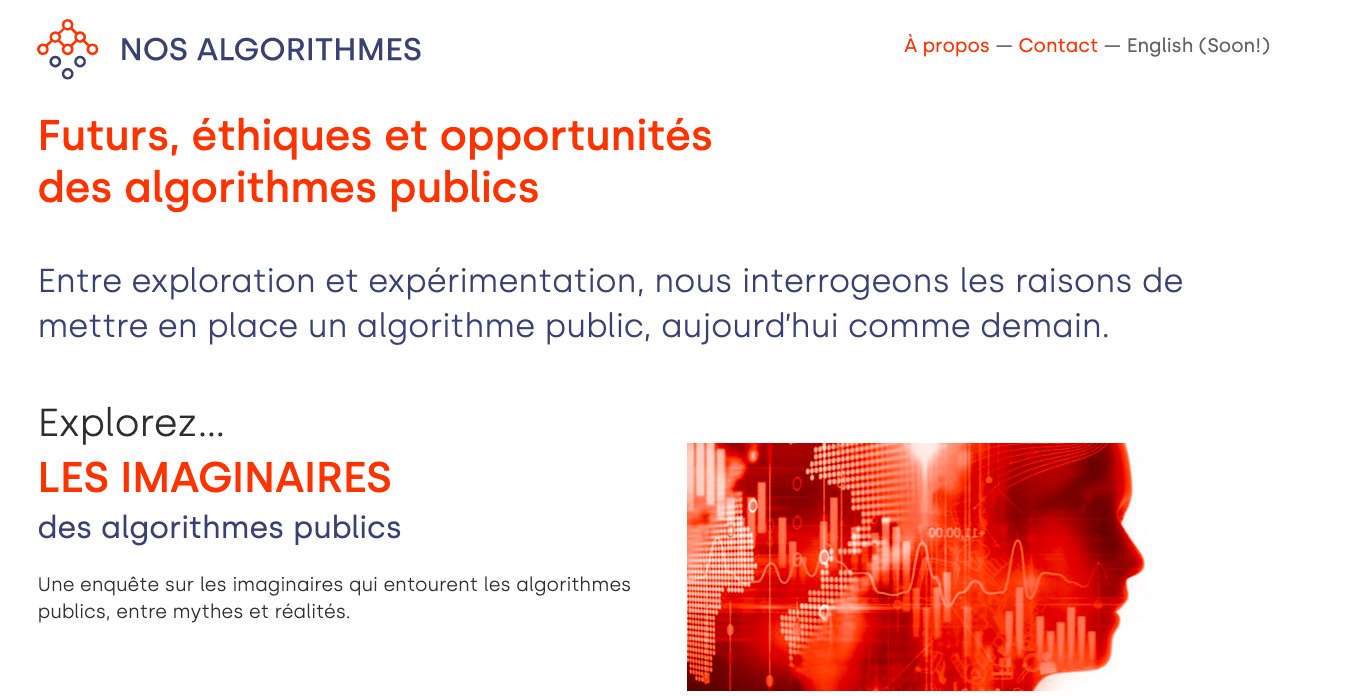 NOS ALGORITHMES
À propos — Contact — English (Soon!)
Futurs, éthiques et opportunités
des algorithmes publics
Entre exploration et expérimentation, nous interrogeons les raisons de
mettre en place un algorithme public, aujourd’hui comme demain.
Explorez...
LES IMAGINAIRES
des algorithmes publics
Une enquête sur les imaginaires qui entourent les algorithmes
publics, entre mythes et réalités.